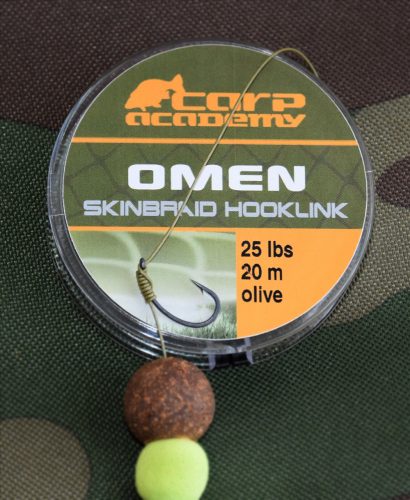 carp
academy
OMEN
SKINBRAID HOOKLINK
25 lbs
20 m
olive